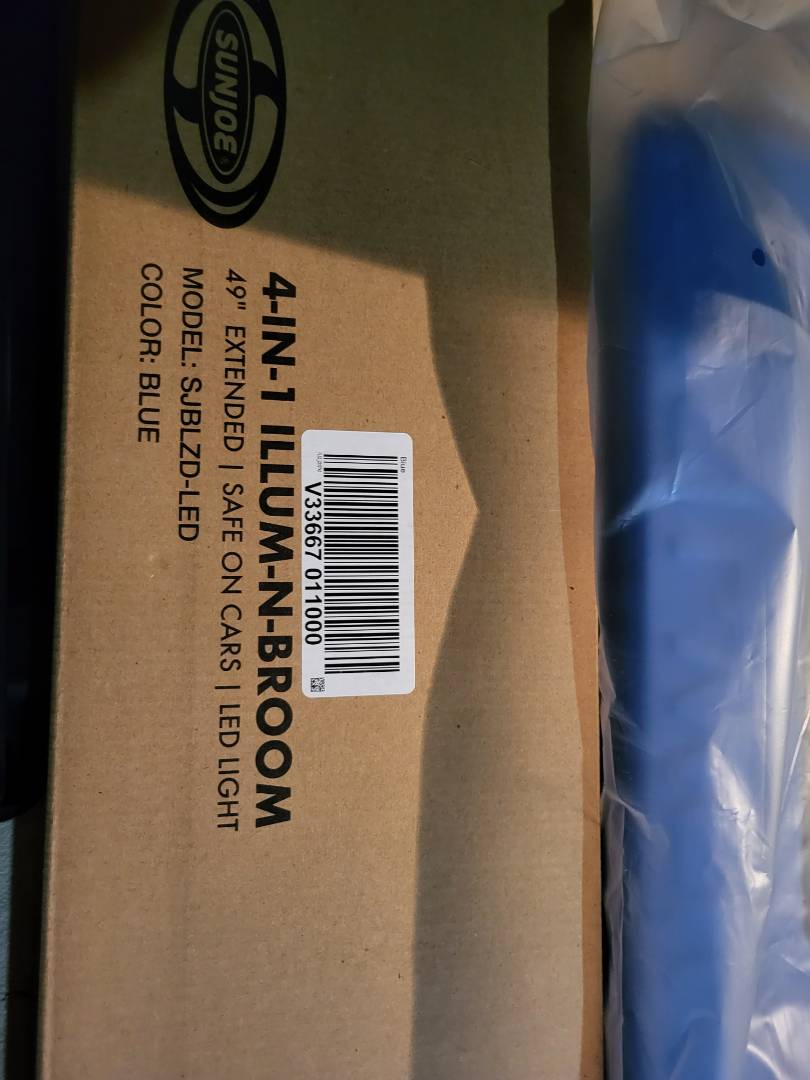 SUNJOE®
4-IN-1 ILLUM-N-BROOM
49" EXTENDED | SAFE ON CARS | LED LIGHT
MODEL: SJBLZD-LED
COLOR: BLUE
Blue
V33667 011000